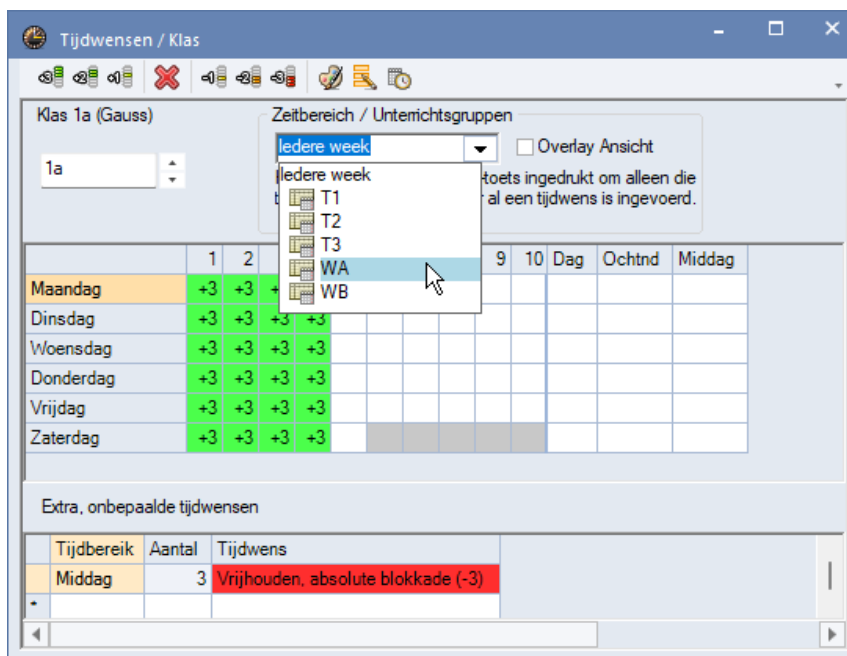 Tijdwensen / Klas
Klas 1a (Gauss)
Zeitbereich / Unterrichtsgruppen
1a
Iedere week
Overlay Ansicht
Iedere week
T1
T2
T3
WA
WB
-toets ingedrukt om alleen die
al een tijdwens is ingevoerd.
1 2 9 10 Dag Ochtnd Middag
Maandag +3 +3
Dinsdag +3 +3 +3 +3
Woensdag +3 +3 +3 +3
Donderdag +3 +3 +3 +3
Vrijdag +3 +3 +3 +3
Zaterdag +3 +3 +3 +3
Extra, onbepaalde tijdwensen
Tijdbereik Aantal Tijdwens
Middag 3 Vrijhouden, absolute blokkade (-3)
*